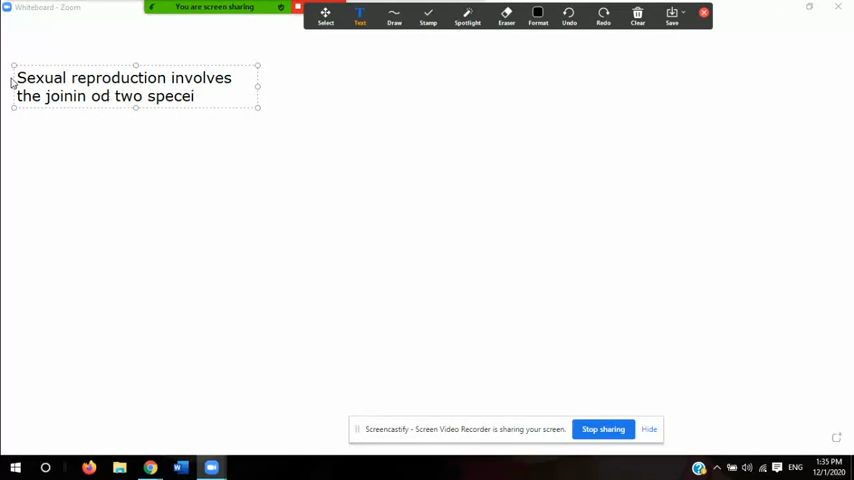 Whiteboard - Zoom
You are screen sharing
Select
Text
Draw
Stamp
Spotlight
Eraser
Format
Undo
Redo
Clear
Save
Sexual reproduction involves
the joinin od two specei
Screencastify - Screen Video Recorder is sharing your screen.
Stop sharing
Hide
ENG
1:35 PM
12/1/2020